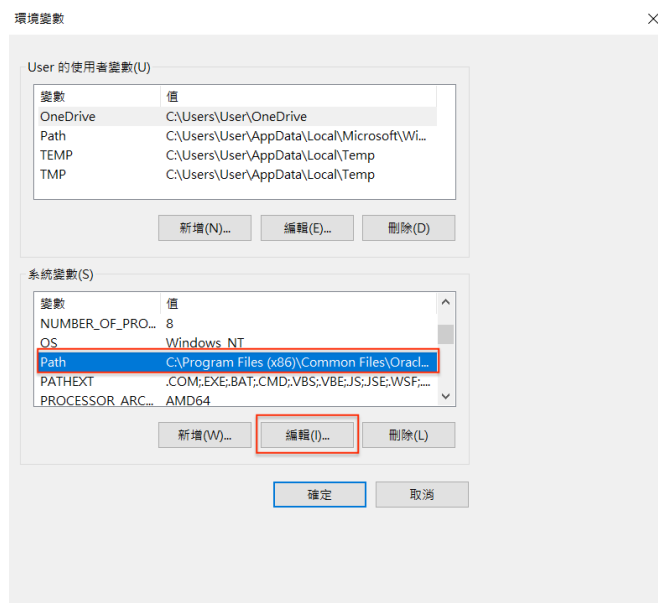 環境變數
User 的使用者變數(U)
變數 值
OneDrive C:\Users\User\OneDrive
Path C:\Users\User\AppData\Local\Microsoft\Wi...
TEMP C:\Users\User\AppData\Local\Temp
TMP C:\Users\User\AppData\Local\Temp
新增(N)... 編輯(E)... 刪除(D)
系統變數(S)
變數 值
NUMBER_OF_PRO... 8
OS Windows_NT
Path C:\Program Files (x86)\Common Files\Oracl...
PATHEXT .COM;.EXE;.BAT;.CMD;.VBS;.VBE;.JS;.JSE;.WSF;....
PROCESSOR_ARC... AMD64
新增(W)... 編輯(I)... 刪除(L)
確定 取消